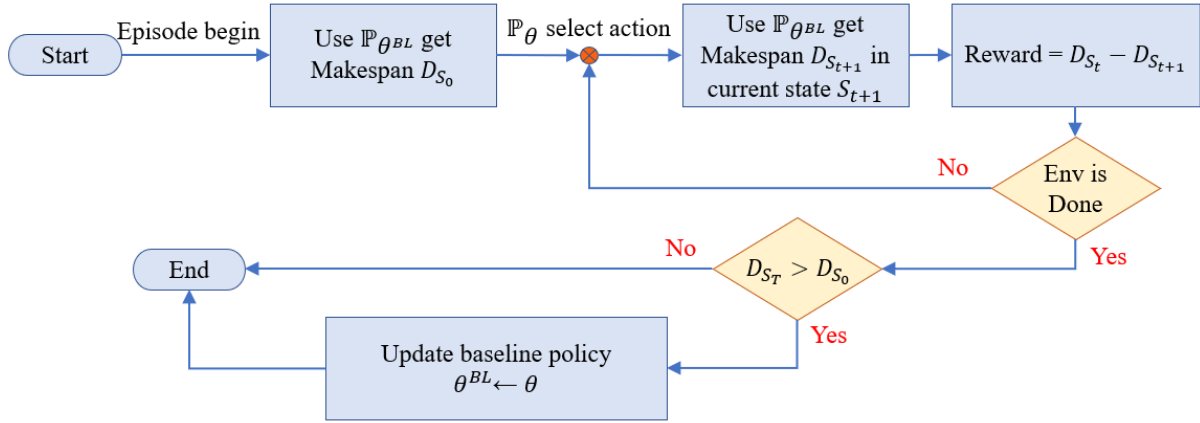 Start
Episode begin
Use ℙ_{θ^{BL}} get
Makespan D_{S_0}
ℙ_θ select action
Use ℙ_{θ^{BL}} get
Makespan D_{S_{t+1}} in
current state S_{t+1}
Reward = D_{S_t} − D_{S_{t+1}}
No
Env is
Done
Yes
End
No
D_{S_T} > D_{S_0}
Yes
Update baseline policy
θ^{BL} ← θ